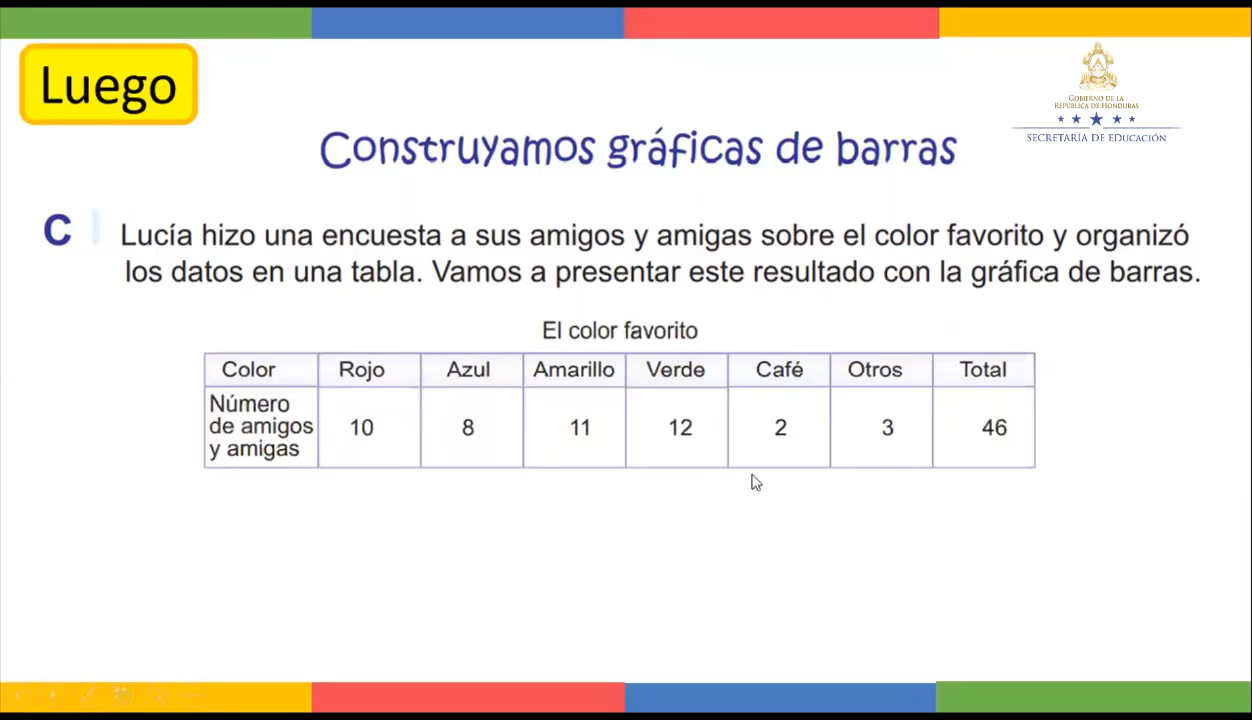 Luego
GOBIERNO DE LA
REPÚBLICA DE HONDURAS
SECRETARÍA DE EDUCACIÓN
Construyamos gráficas de barras
C Lucía hizo una encuesta a sus amigos y amigas sobre el color favorito y organizó
los datos en una tabla. Vamos a presentar este resultado con la gráfica de barras.
El color favorito
Color Rojo Azul Amarillo Verde Café Otros Total
Número
de amigos 10 8 11 12 2 3 46
y amigas